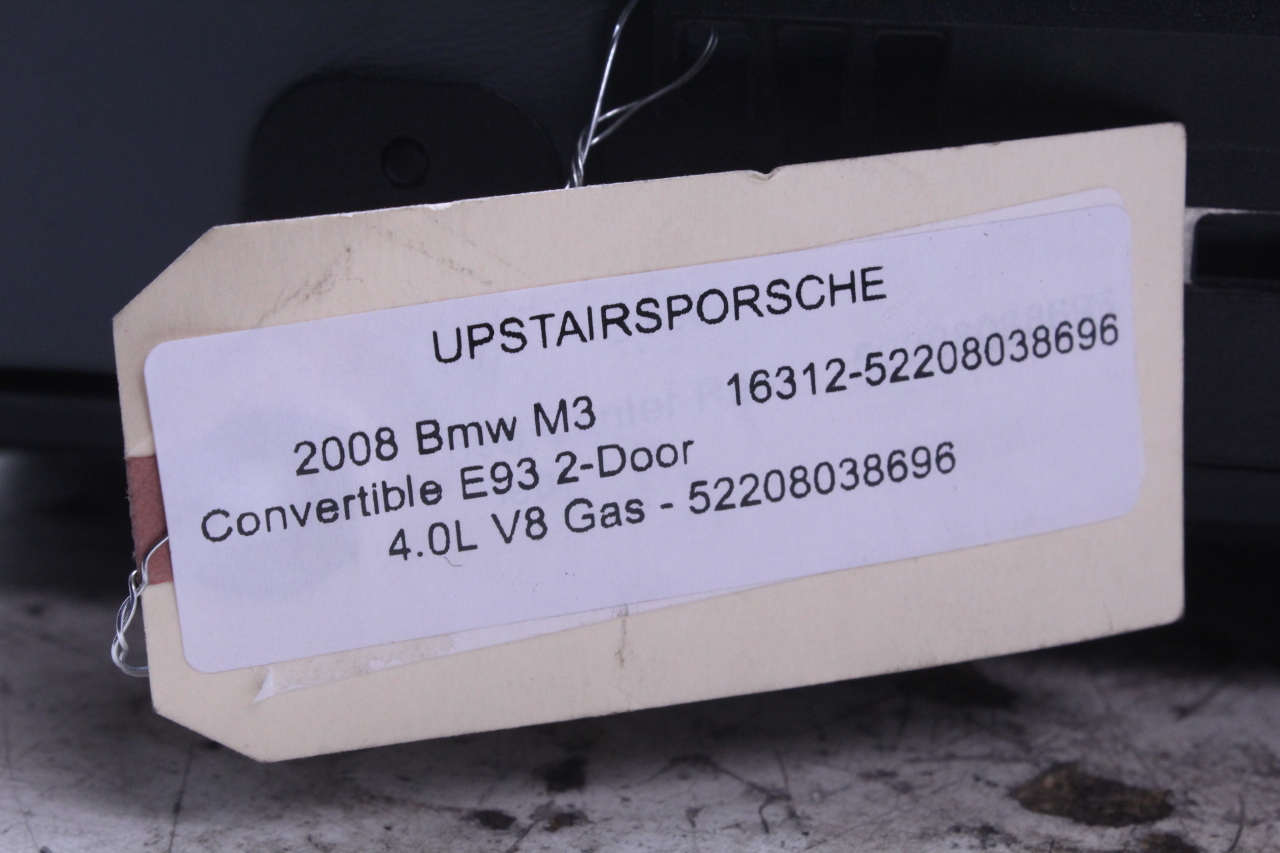 UPSTAIRSPORSCHE
16312-52208038696
2008 Bmw M3
Convertible E93 2-Door
4.0L V8 Gas - 52208038696